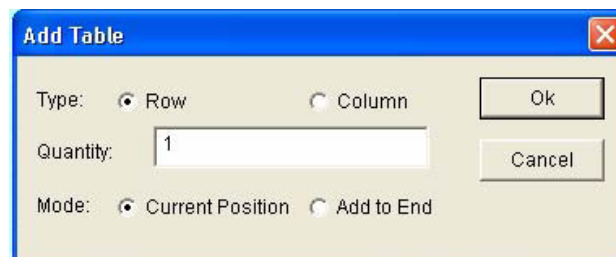 Add Table
Type: Row Column Ok
Quantity: 1
Cancel
Mode: Current Position Add to End